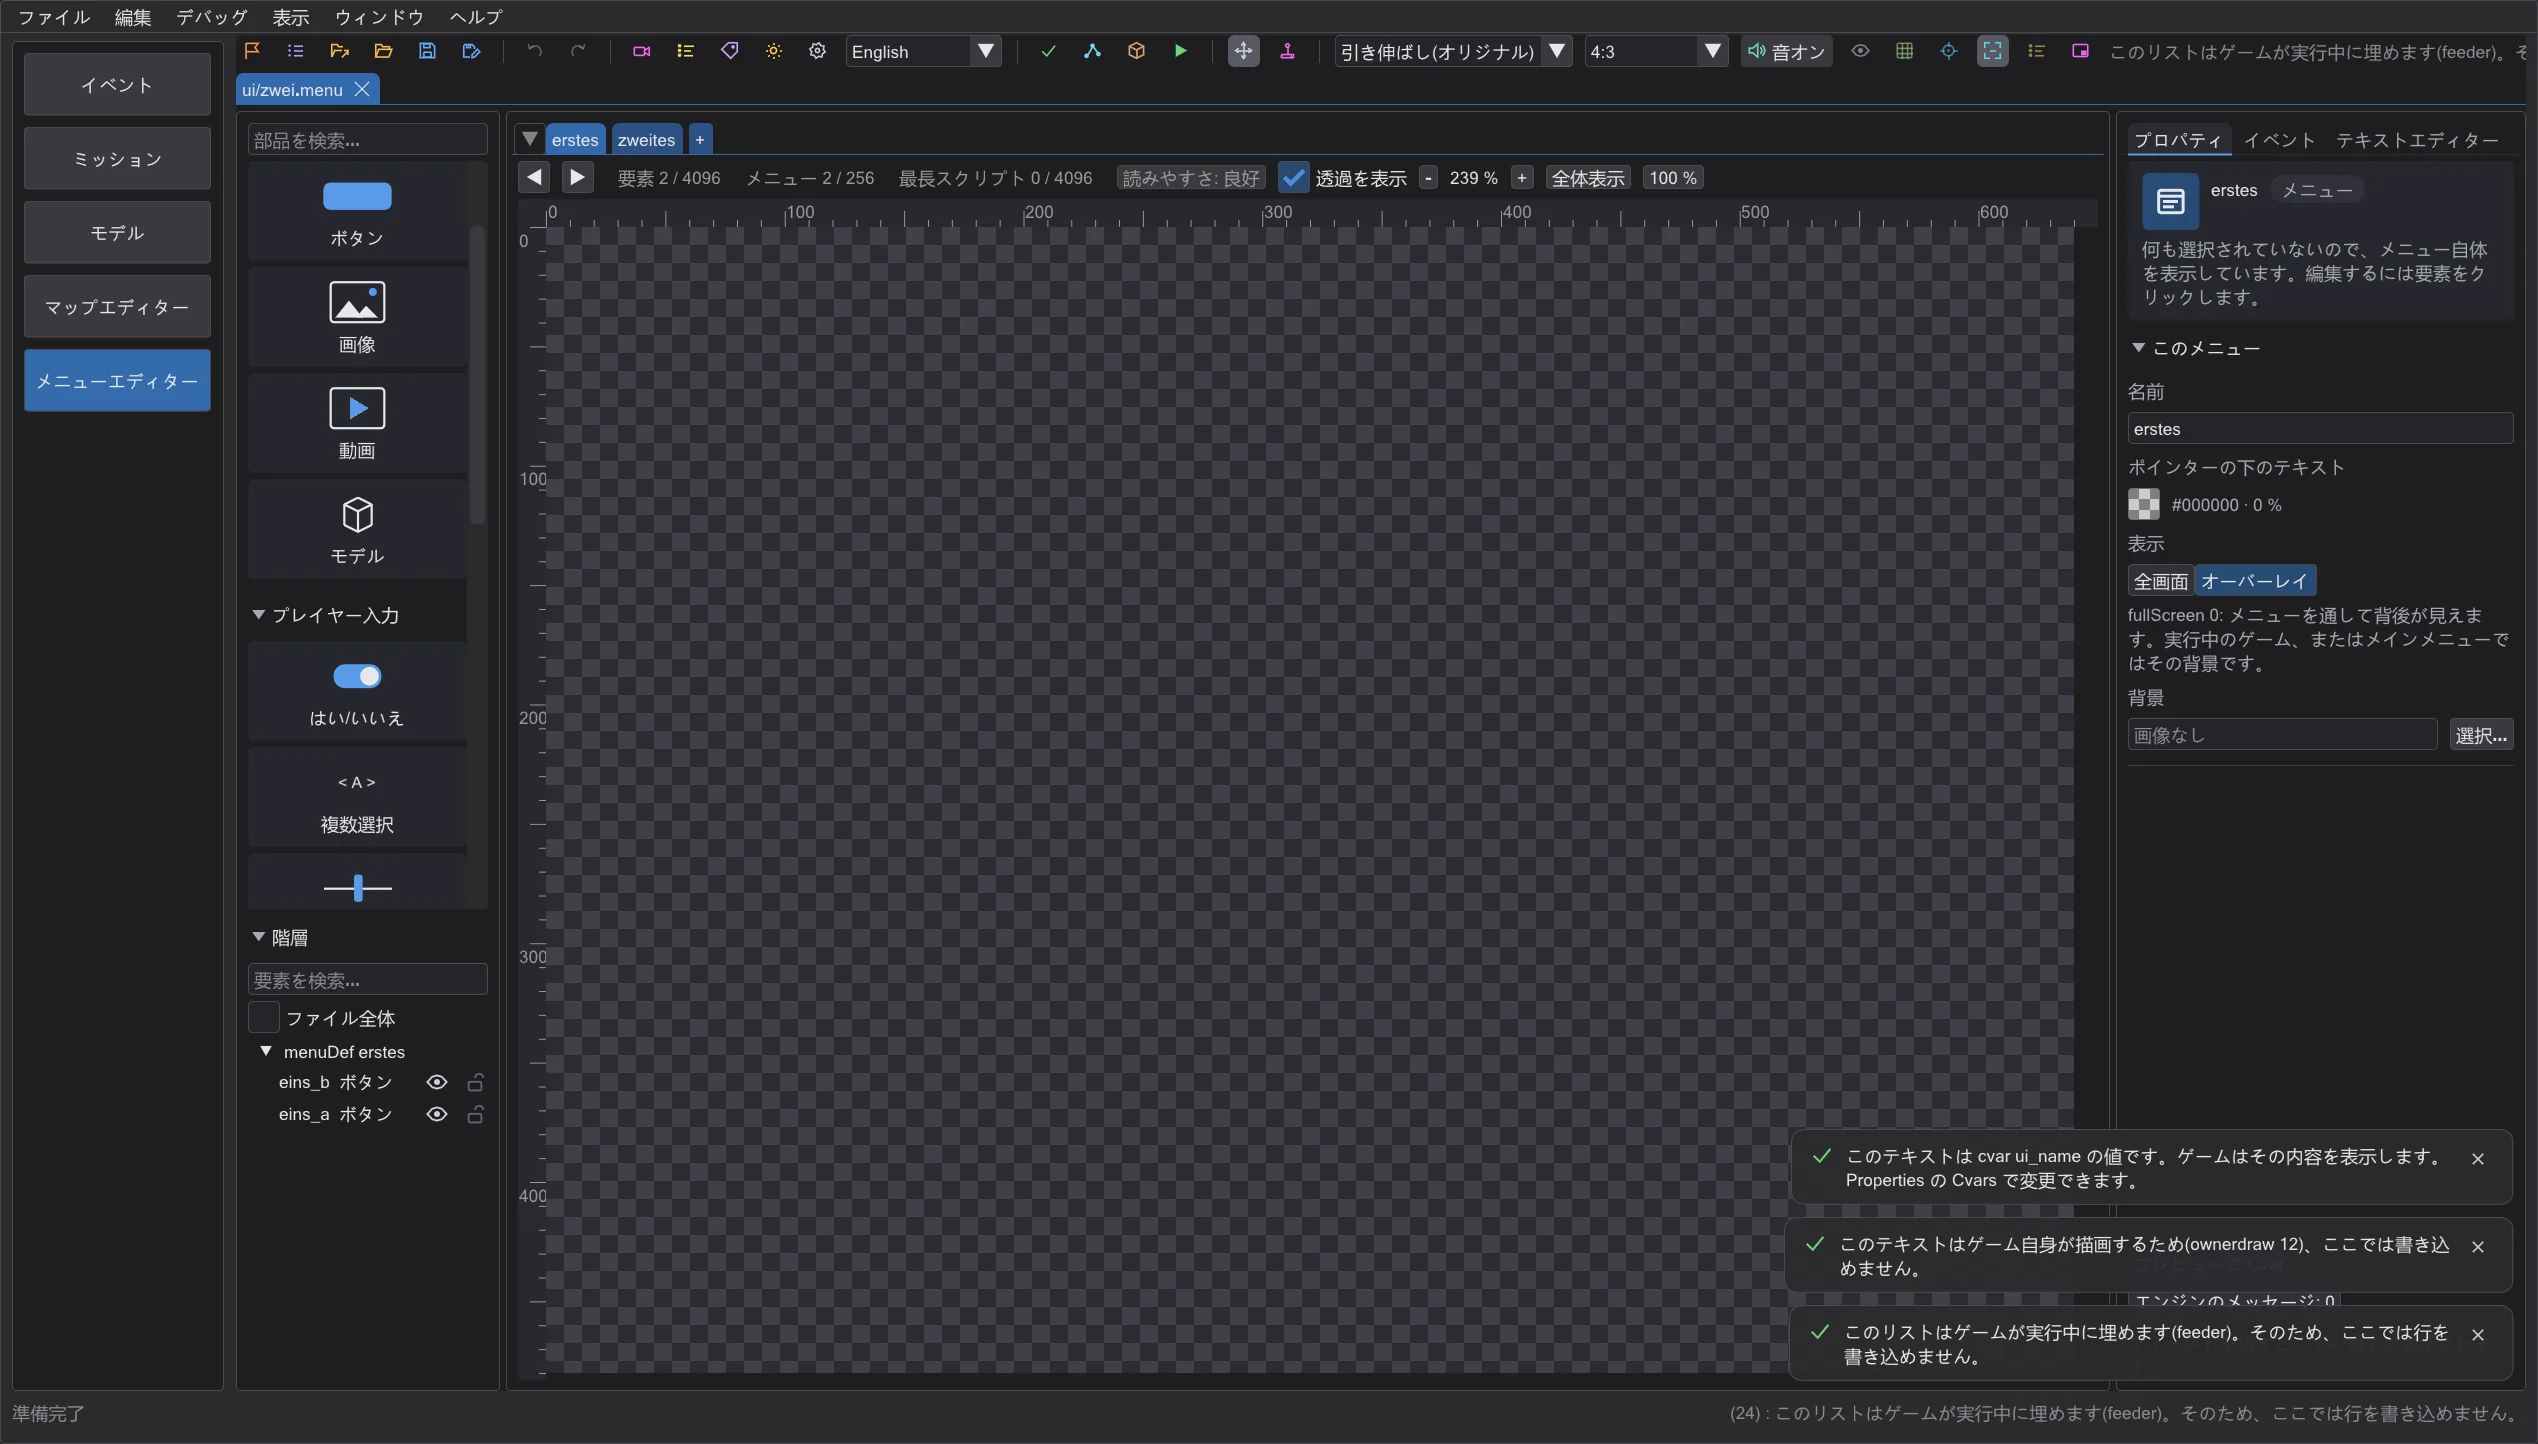 ファイル 編集 デバッグ 表示 ウィンドウ ヘルプ
English
引き伸ばし(オリジナル)
4:3
音オン
このリストはゲームが実行中に埋めます(feeder)。そ
イベント
ミッション
モデル
マップエディター
メニューエディター
ui/zwei.menu
部品を検索...
ボタン
画像
動画
モデル
プレイヤー入力
はい/いいえ
< A >
複数選択
階層
要素を検索...
ファイル全体
menuDef erstes
eins_b ボタン
eins_a ボタン
erstes zweites +
要素 2 / 4096 メニュー 2 / 256 最長スクリプト 0 / 4096 読みやすさ: 良好 透過を表示 - 239 % + 全体表示 100 %
0 100 200 300 400 500 600
0
100
200
300
400
プロパティ イベント テキストエディター
erstes メニュー
何も選択されていないので、メニュー自体
を表示しています。編集するには要素をク
リックします。
このメニュー
名前
erstes
ポインターの下のテキスト
#000000 · 0 %
表示
全画面 オーバーレイ
fullScreen 0: メニューを通して背後が見えま
す。実行中のゲーム、またはメインメニューで
はその背景です。
背景
画像なし 選択...
このテキストは cvar ui_name の値です。ゲームはその内容を表示します。
Properties の Cvars で変更できます。
このテキストはゲーム自身が描画するため(ownerdraw 12)、ここでは書き込
めません。
エンジンのメッセージ: 0
このリストはゲームが実行中に埋めます(feeder)。そのため、ここでは行を
書き込めません。
準備完了
(24) : このリストはゲームが実行中に埋めます(feeder)。そのため、ここでは行を書き込めません。